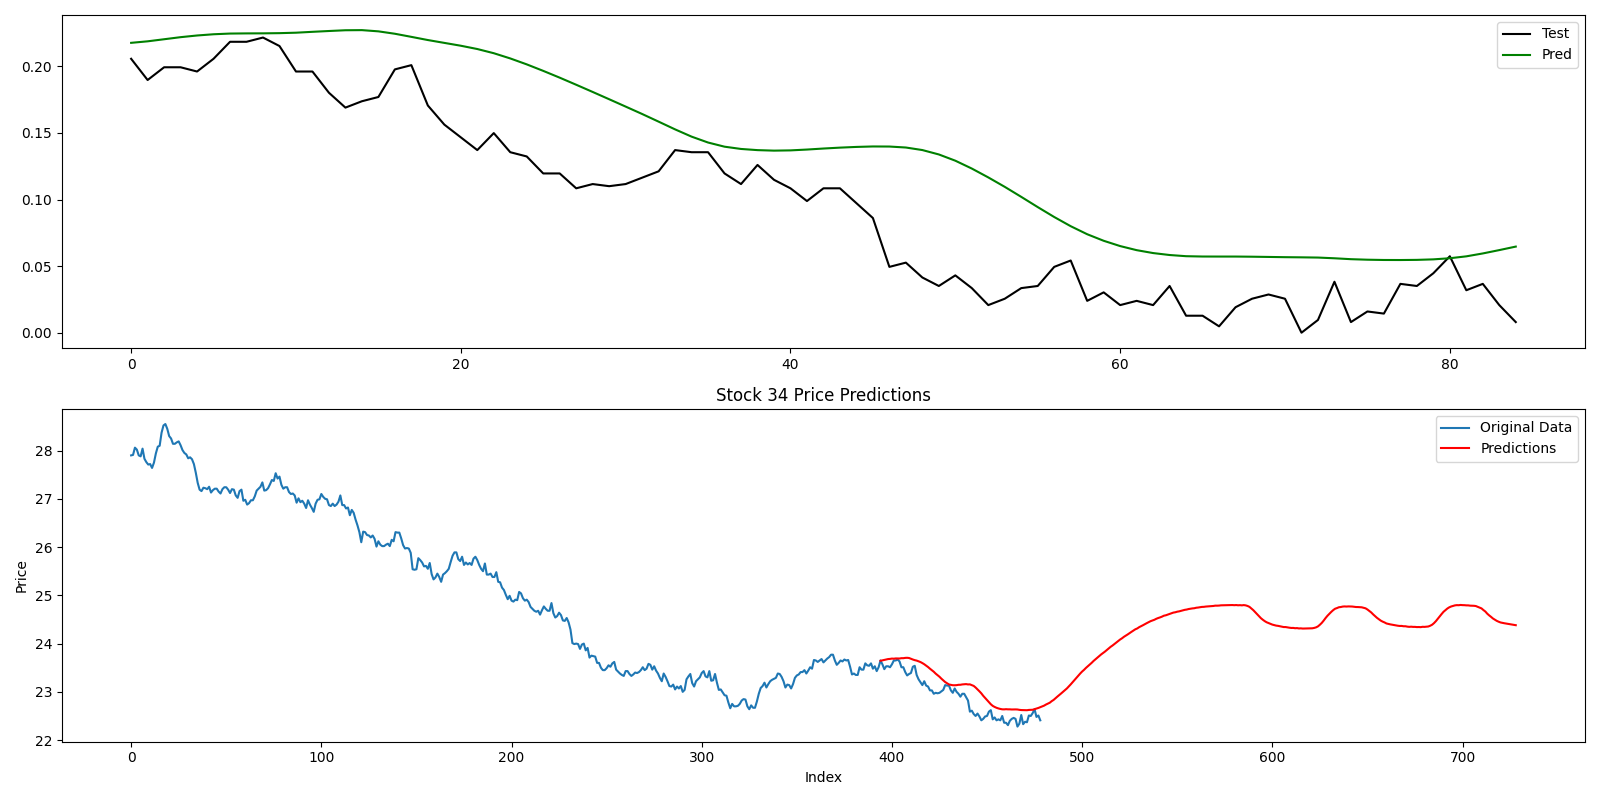 Test
Pred
0.20
0.15
0.10
0.05
0.00
0 20 40 60 80
Stock 34 Price Predictions
Original Data
Predictions
28
27
26
25
24
23
22
Price
0 100 200 300 400 500 600 700
Index